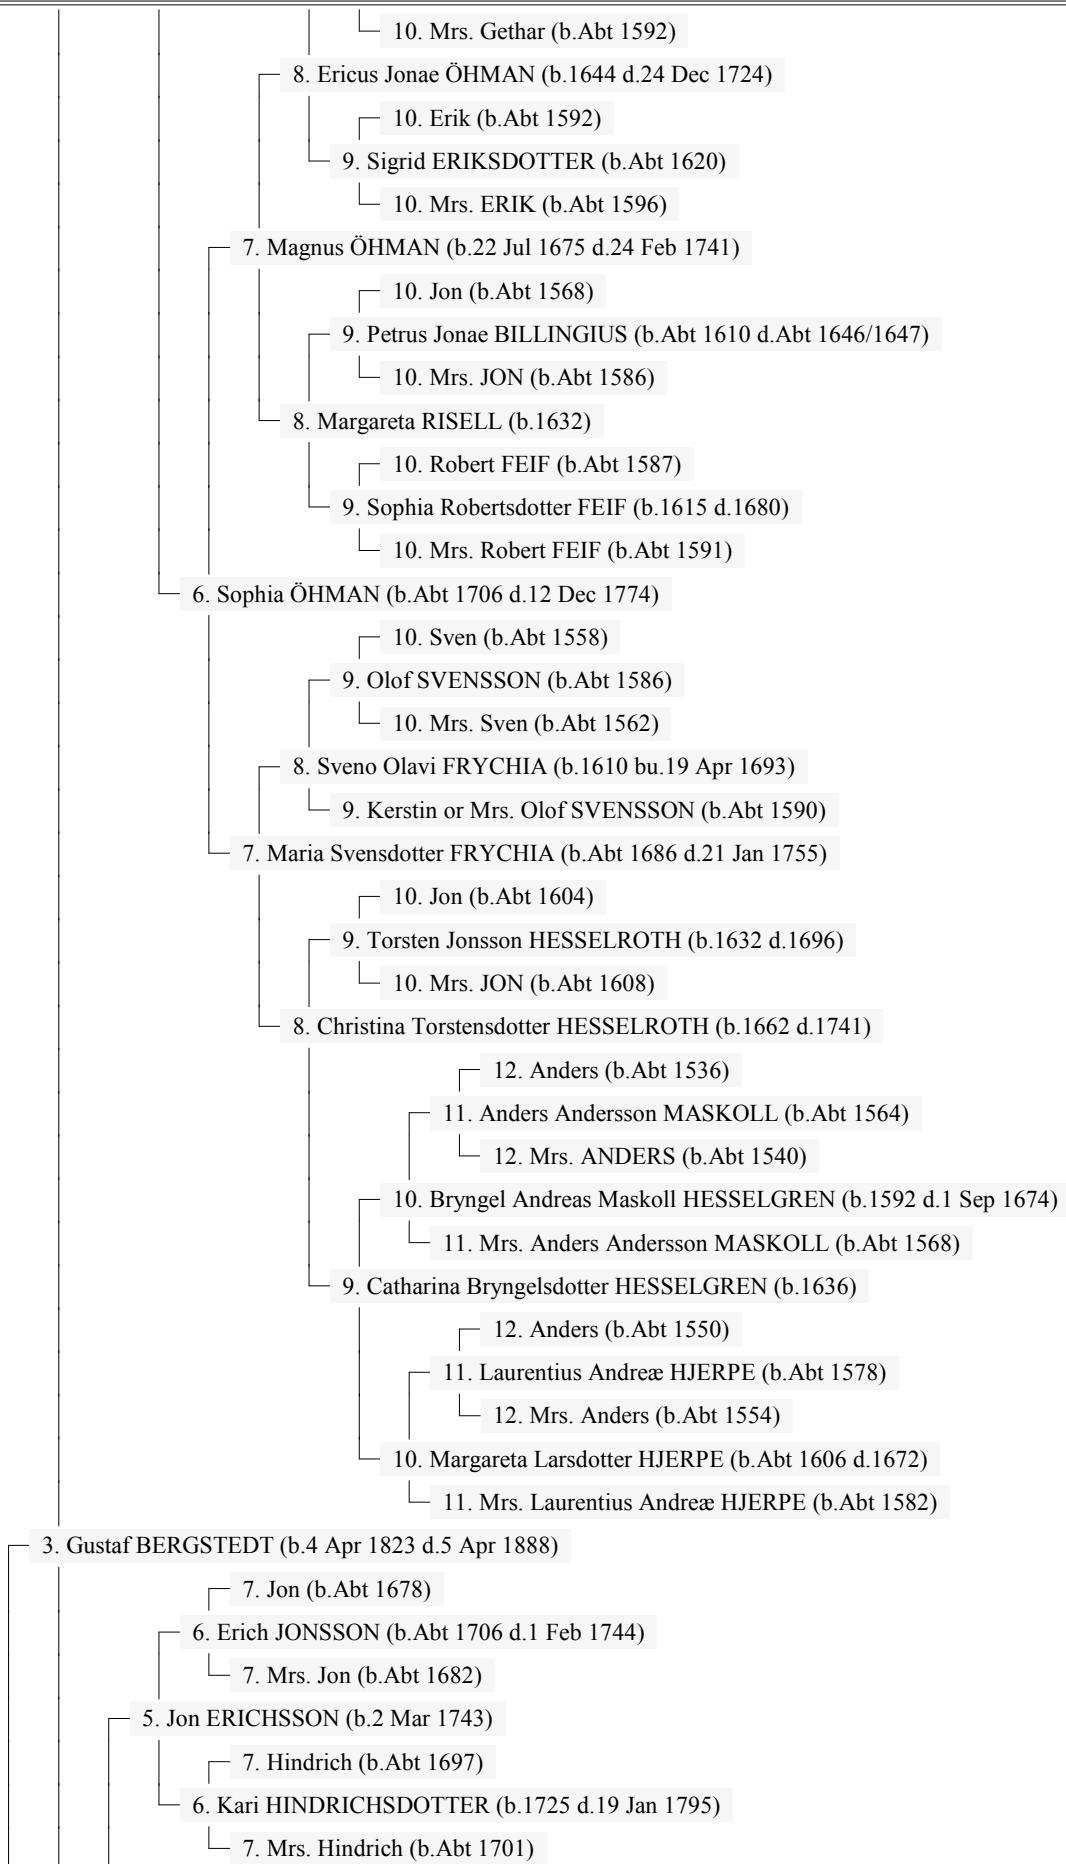 10. Mrs. Gethar (b.Abt 1592)
8. Ericus Jonae ÖHMAN (b.1644 d.24 Dec 1724)
10. Erik (b.Abt 1592)
9. Sigrid ERIKSDOTTER (b.Abt 1620)
10. Mrs. ERIK (b.Abt 1596)
7. Magnus ÖHMAN (b.22 Jul 1675 d.24 Feb 1741)
10. Jon (b.Abt 1568)
9. Petrus Jonae BILLINGIUS (b.Abt 1610 d.Abt 1646/1647)
10. Mrs. JON (b.Abt 1586)
8. Margareta RISELL (b.1632)
10. Robert FEIF (b.Abt 1587)
9. Sophia Robertsdotter FEIF (b.1615 d.1680)
10. Mrs. Robert FEIF (b.Abt 1591)
6. Sophia ÖHMAN (b.Abt 1706 d.12 Dec 1774)
10. Sven (b.Abt 1558)
9. Olof SVENSSON (b.Abt 1586)
10. Mrs. Sven (b.Abt 1562)
8. Sveno Olavi FRYCHIA (b.1610 bu.19 Apr 1693)
9. Kerstin or Mrs. Olof SVENSSON (b.Abt 1590)
7. Maria Svensdotter FRYCHIA (b.Abt 1686 d.21 Jan 1755)
10. Jon (b.Abt 1604)
9. Torsten Jonsson HESSELROTH (b.1632 d.1696)
10. Mrs. JON (b.Abt 1608)
8. Christina Torstensdotter HESSELROTH (b.1662 d.1741)
12. Anders (b.Abt 1536)
11. Anders Andersson MASKOLL (b.Abt 1564)
12. Mrs. ANDERS (b.Abt 1540)
10. Bryngel Andreas Maskoll HESSELGREN (b.1592 d.1 Sep 1674)
11. Mrs. Anders Andersson MASKOLL (b.Abt 1568)
9. Catharina Bryngelsdotter HESSELGREN (b.1636)
12. Anders (b.Abt 1550)
11. Laurentius Andreæ HJERPE (b.Abt 1578)
12. Mrs. Anders (b.Abt 1554)
10. Margareta Larsdotter HJERPE (b.Abt 1606 d.1672)
11. Mrs. Laurentius Andreæ HJERPE (b.Abt 1582)
3. Gustaf BERGSTEDT (b.4 Apr 1823 d.5 Apr 1888)
7. Jon (b.Abt 1678)
6. Erich JONSSON (b.Abt 1706 d.1 Feb 1744)
7. Mrs. Jon (b.Abt 1682)
5. Jon ERICHSSON (b.2 Mar 1743)
7. Hindrich (b.Abt 1697)
6. Kari HINDRICHSDOTTER (b.1725 d.19 Jan 1795)
7. Mrs. Hindrich (b.Abt 1701)